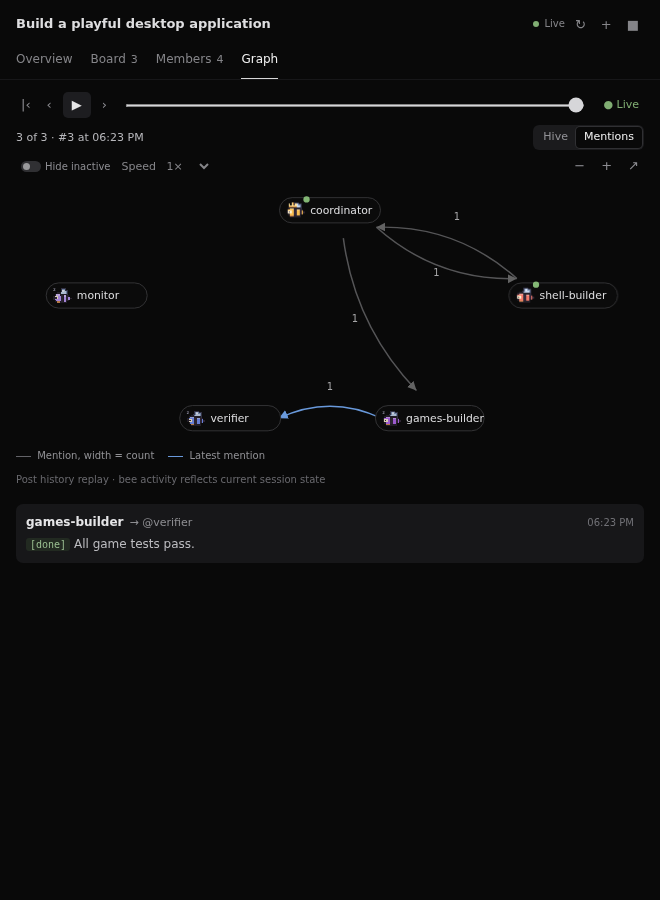 Build a playful desktop application
Live
Overview Board 3 Members 4 Graph
Live
3 of 3 · #3 at 06:23 PM
Hive Mentions
Hide inactive Speed 1×
coordinator
1
1
monitor
shell-builder
1
1
verifier
games-builder
Mention, width = count Latest mention
Post history replay · bee activity reflects current session state
games-builder → @verifier 06:23 PM
[done] All game tests pass.